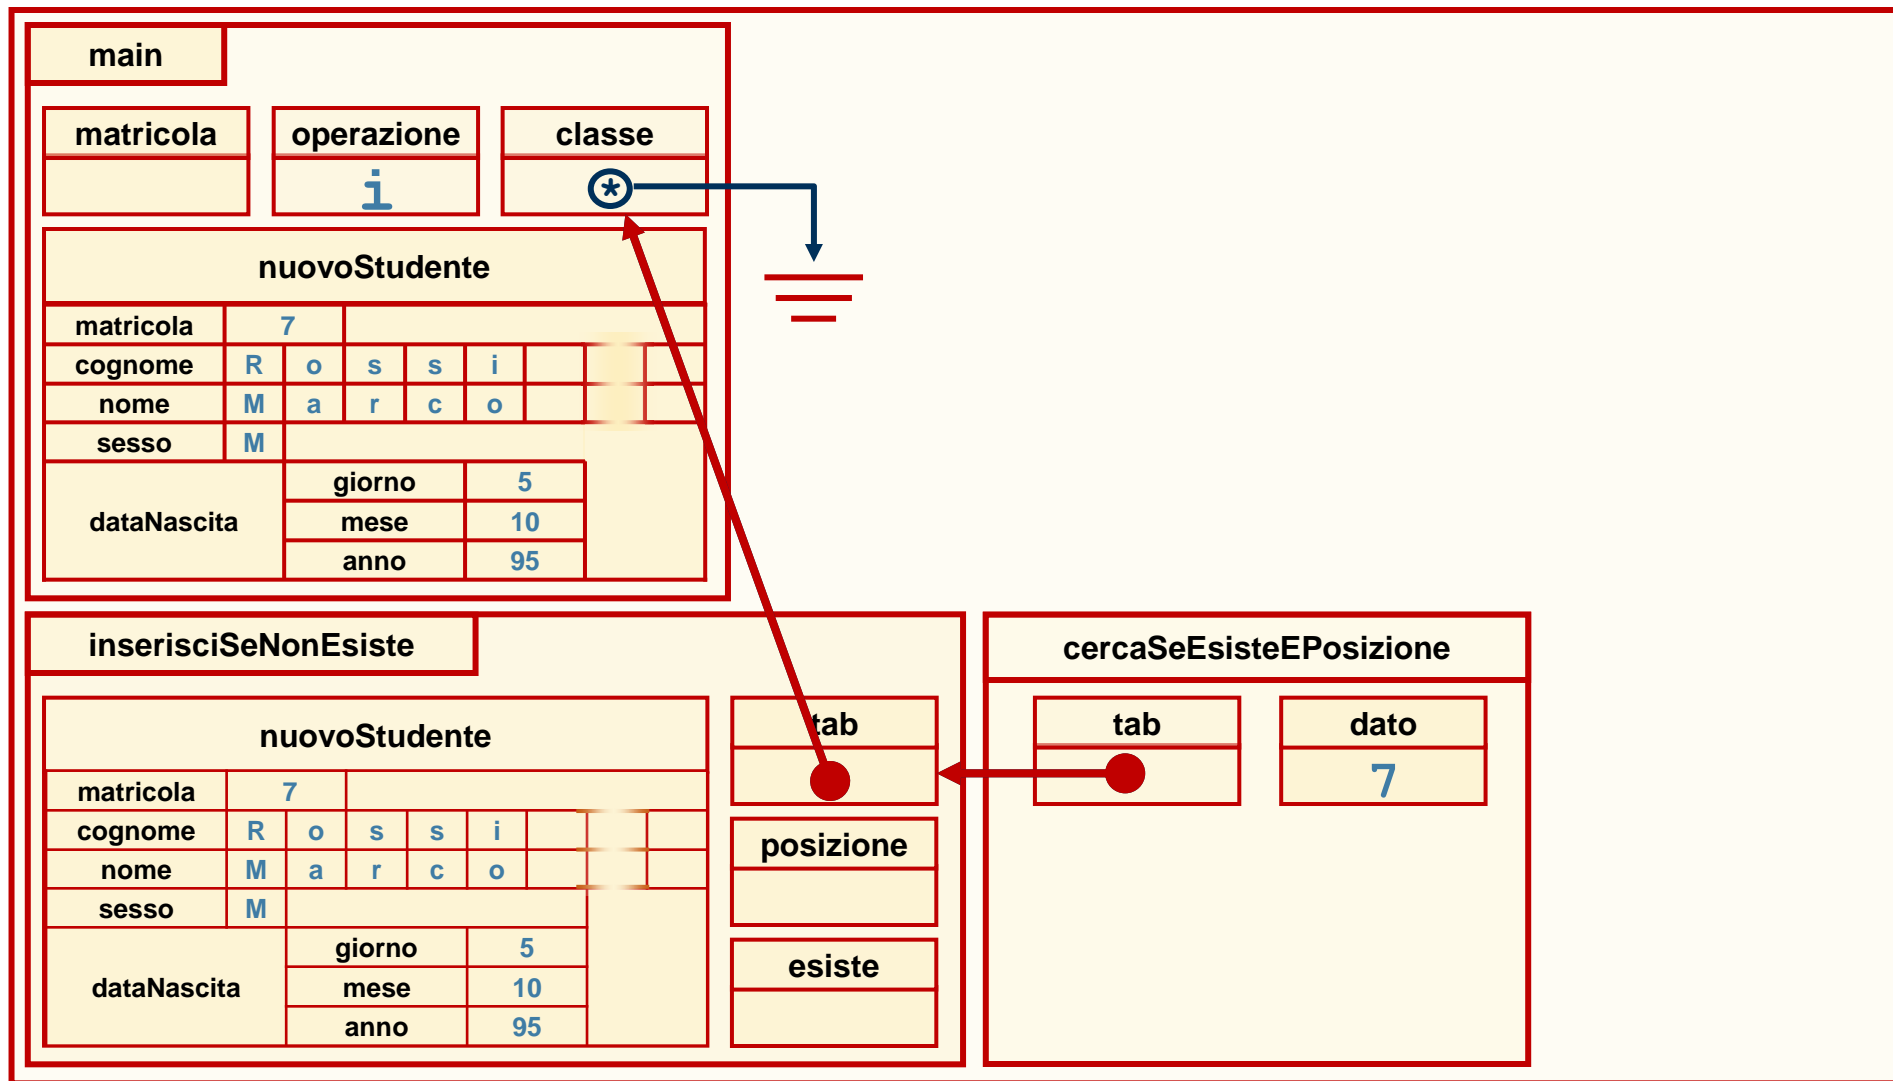 main
matricola operazione classe
i *
nuovoStudente
matricola 7
cognome R o s s i
nome M a r c o
sesso M
dataNascita
giorno 5
mese 10
anno 95
inserisciSeNonEsiste
nuovoStudente
matricola 7
cognome R o s s i
nome M a r c o
sesso M
dataNascita
giorno 5
mese 10
anno 95
tab
posizione
esiste
cercaSeEsisteEPosizione
tab dato
7